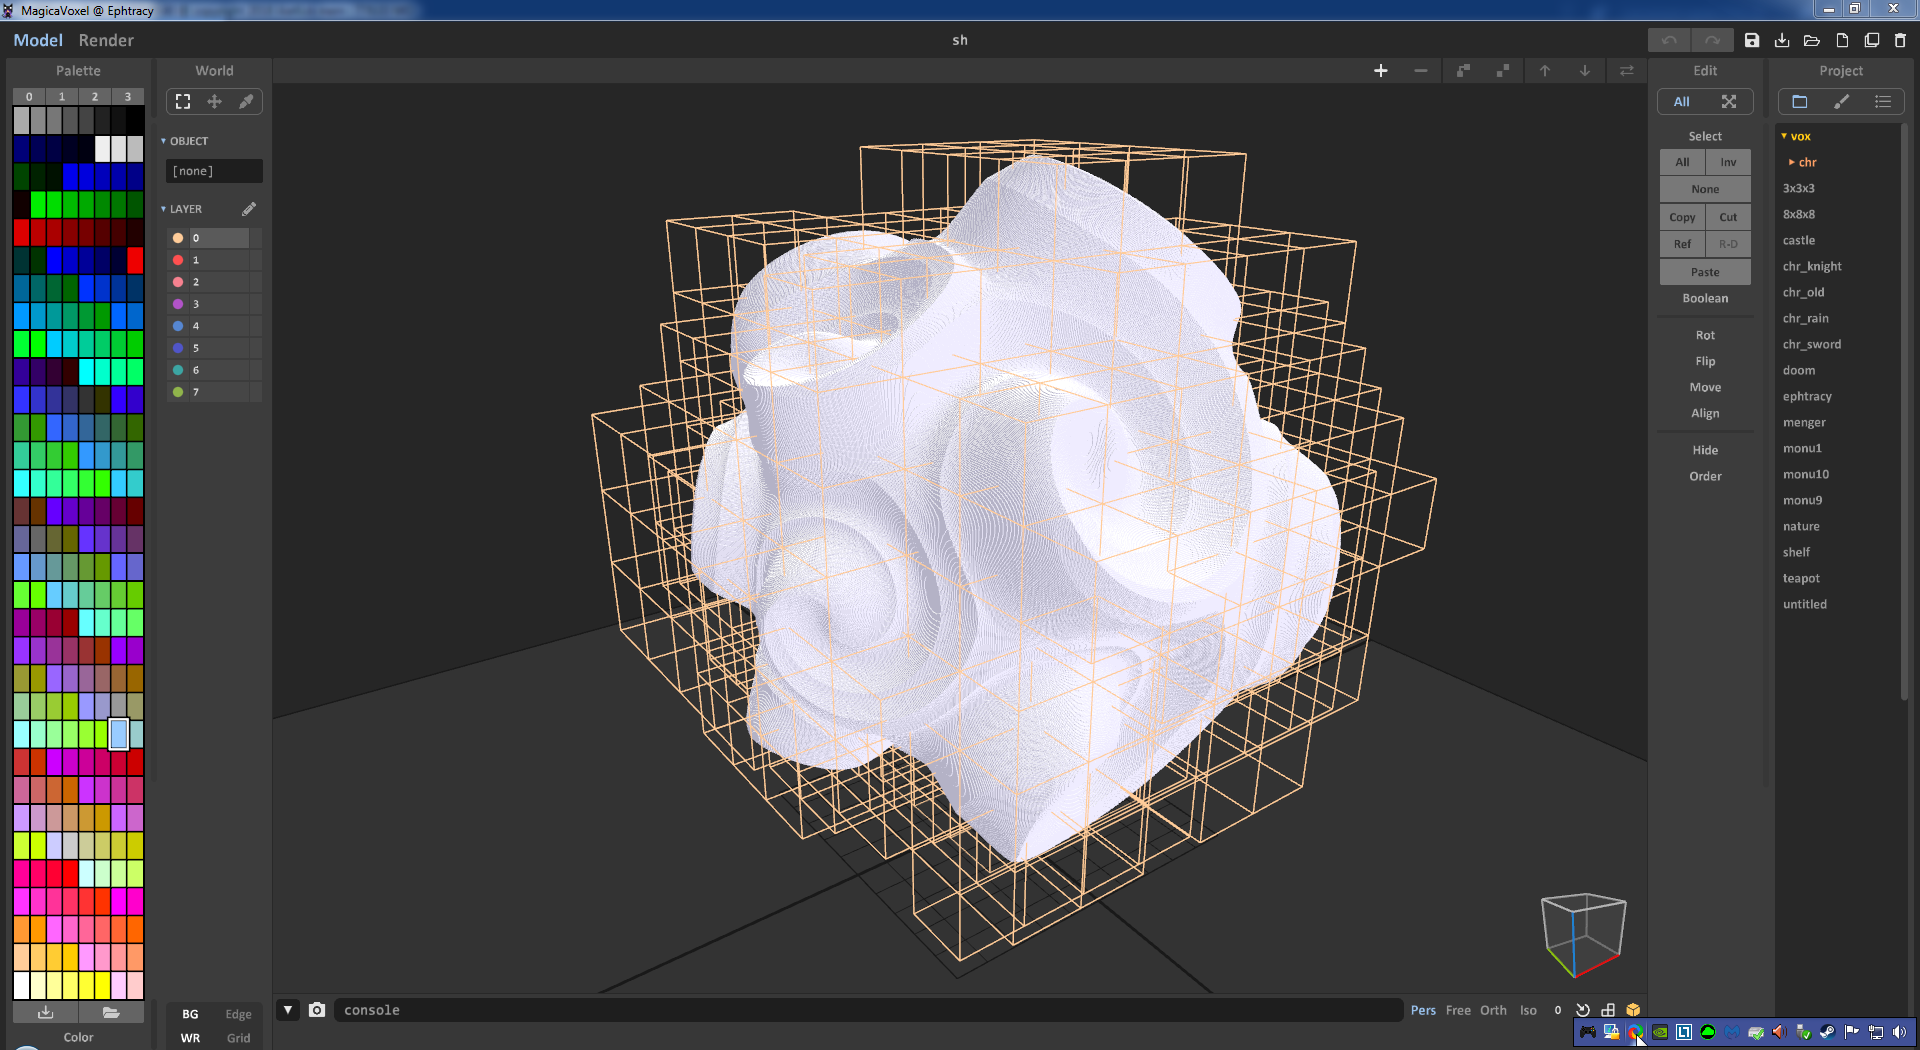 MagicaVoxel @ Ephtracy
Model Render
sh
Palette
0 1 2 3
World
OBJECT
[none]
LAYER
0
1
2
3
4
5
6
7
Edit
All
Select
All Inv
None
Copy Cut
Ref R-D
Paste
Boolean
Rot
Flip
Move
Align
Hide
Order
Project
vox
chr
3x3x3
8x8x8
castle
chr_knight
chr_old
chr_rain
chr_sword
doom
ephtracy
menger
monu1
monu10
monu9
nature
shelf
teapot
untitled
Color
BG Edge
WR Grid
console
Pers Free Orth Iso 0